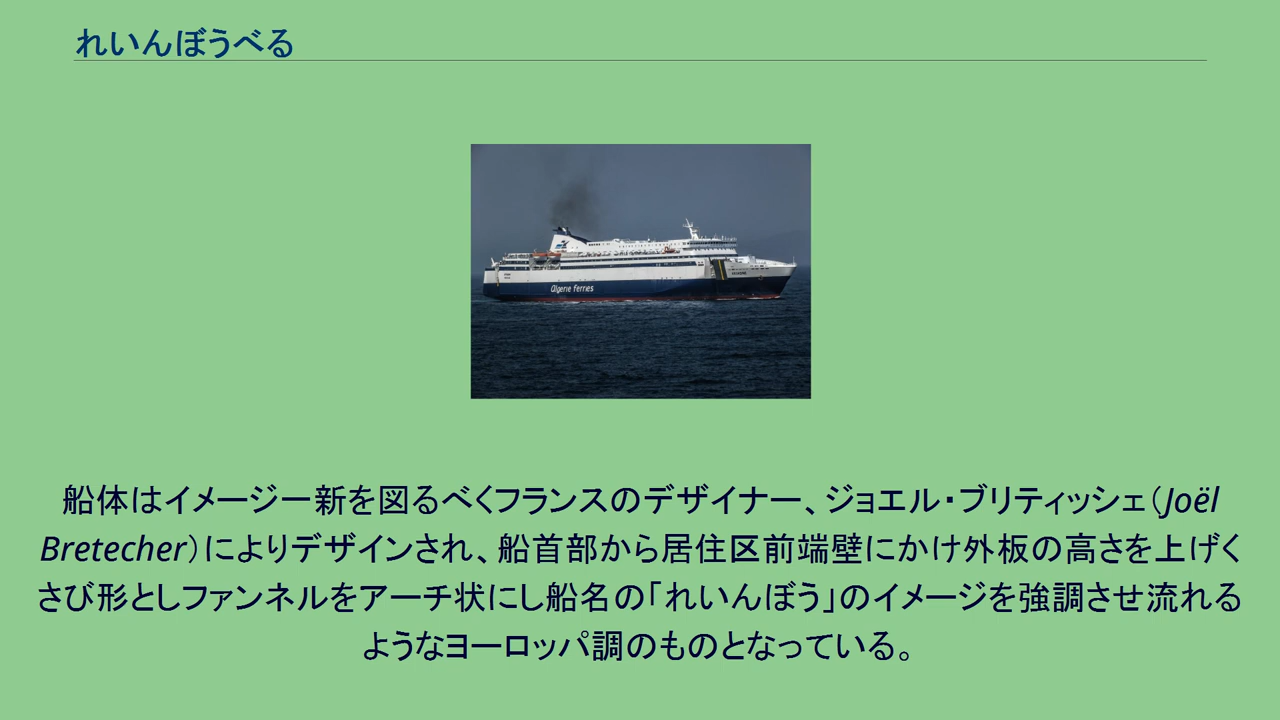 れいんぼうべる
Algerie ferries
船体はイメージ一新を図るべくフランスのデザイナー、ジョエル・ブリティッシェ（Joël
Bretecher）によりデザインされ、船首部から居住区前端壁にかけ外板の高さを上げく
さび形としファンネルをアーチ状にし船名の「れいんぼう」のイメージを強調させ流れる
ようなヨーロッパ調のものとなっている。